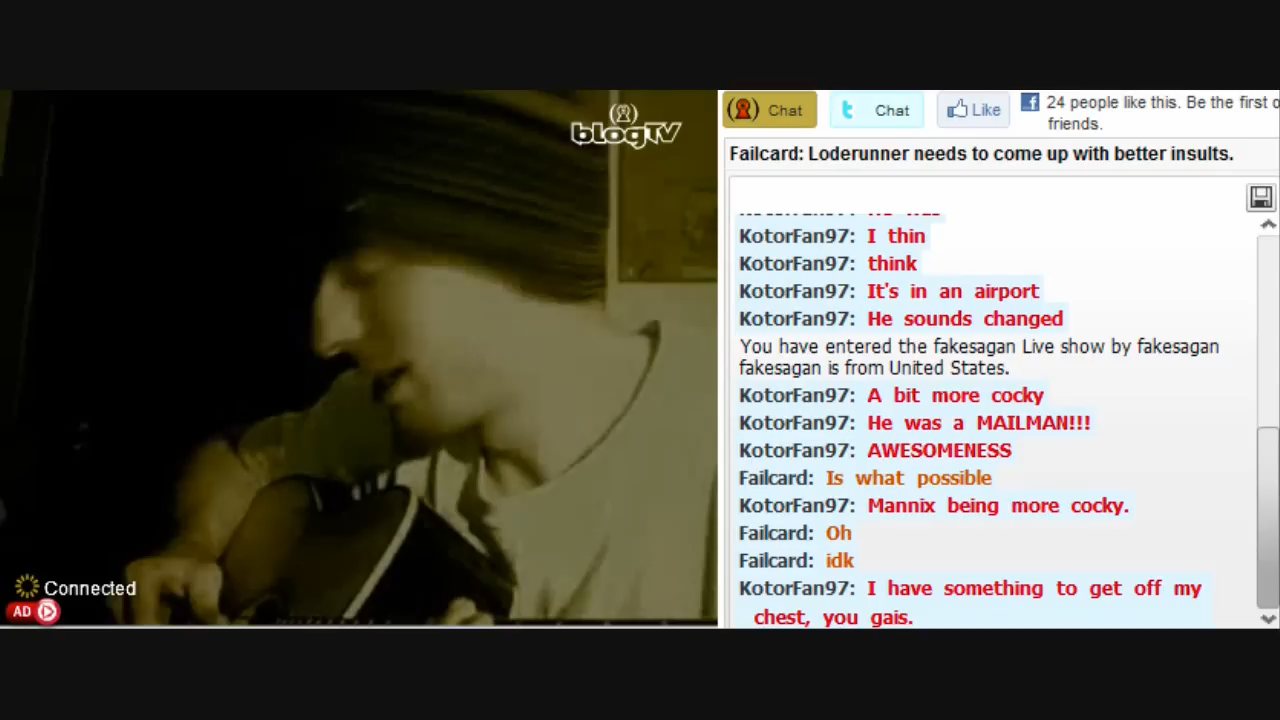 blogTV
Connected
AD
Chat
Chat
Like
24 people like this. Be the first o
friends.
Failcard: Loderunner needs to come up with better insults.
KotorFan97: I thin
KotorFan97: think
KotorFan97: It's in an airport
KotorFan97: He sounds changed
You have entered the fakesagan Live show by fakesagan
fakesagan is from United States.
KotorFan97: A bit more cocky
KotorFan97: He was a MAILMAN!!!
KotorFan97: AWESOMENESS
Failcard: Is what possible
KotorFan97: Mannix being more cocky.
Failcard: Oh
Failcard: idk
KotorFan97: I have something to get off my
chest, you gais.